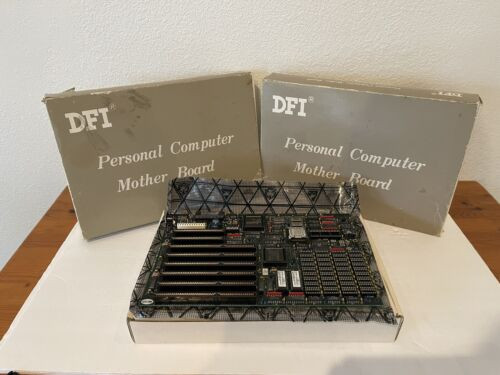 DFI®
Personal Computer
Mother Board
DFI®
Personal Computer
Mother Board